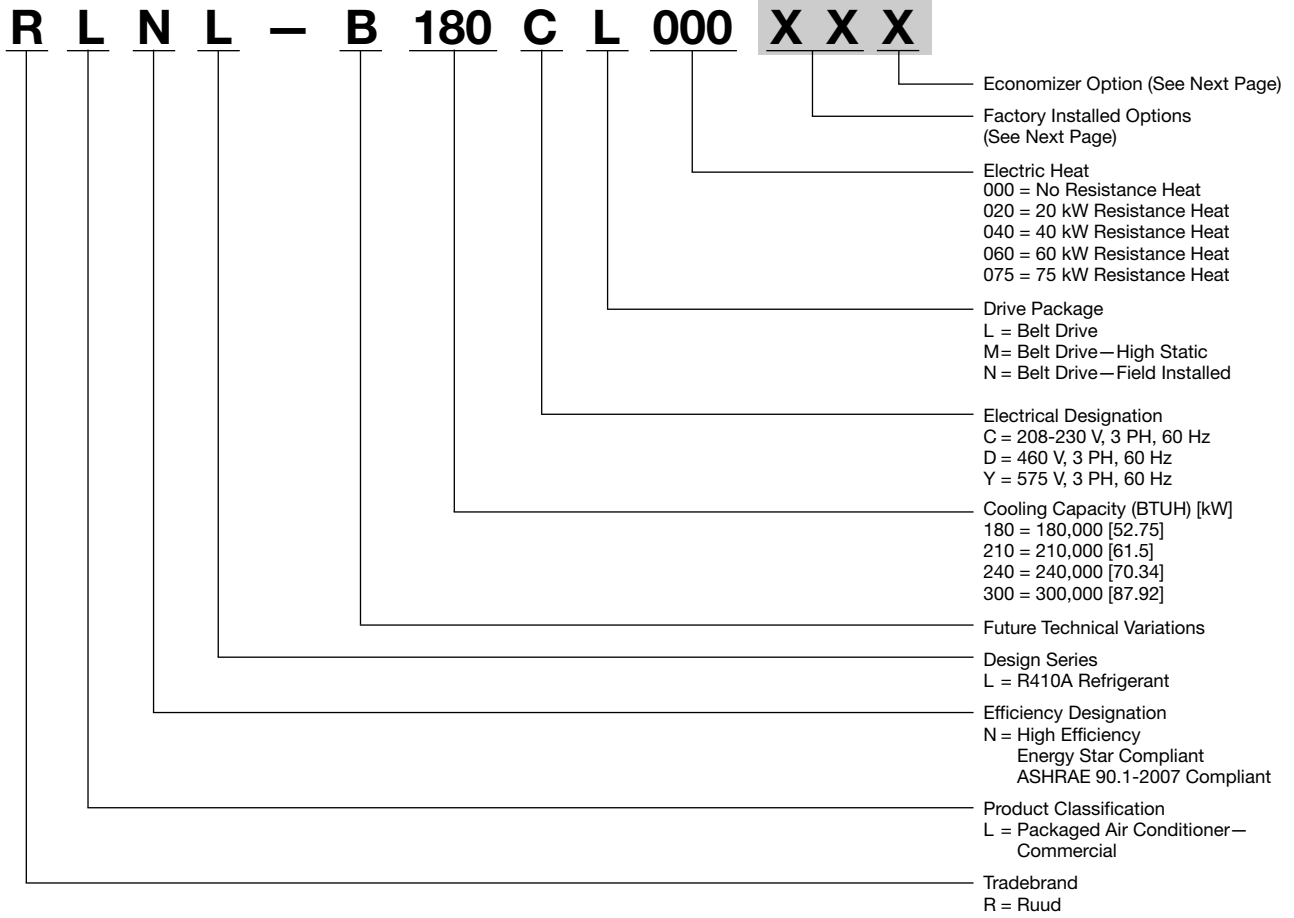 R L N L — B 180 C L 000 X X X
Economizer Option (See Next Page)
Factory Installed Options
(See Next Page)
Electric Heat
000 = No Resistance Heat
020 = 20 kW Resistance Heat
040 = 40 kW Resistance Heat
060 = 60 kW Resistance Heat
075 = 75 kW Resistance Heat
Drive Package
L = Belt Drive
M= Belt Drive—High Static
N = Belt Drive—Field Installed
Electrical Designation
C = 208-230 V, 3 PH, 60 Hz
D = 460 V, 3 PH, 60 Hz
Y = 575 V, 3 PH, 60 Hz
Cooling Capacity (BTUH) [kW]
180 = 180,000 [52.75]
210 = 210,000 [61.5]
240 = 240,000 [70.34]
300 = 300,000 [87.92]
Future Technical Variations
Design Series
L = R410A Refrigerant
Efficiency Designation
N = High Efficiency
Energy Star Compliant
ASHRAE 90.1-2007 Compliant
Product Classification
L = Packaged Air Conditioner—
Commercial
Tradebrand
R = Ruud